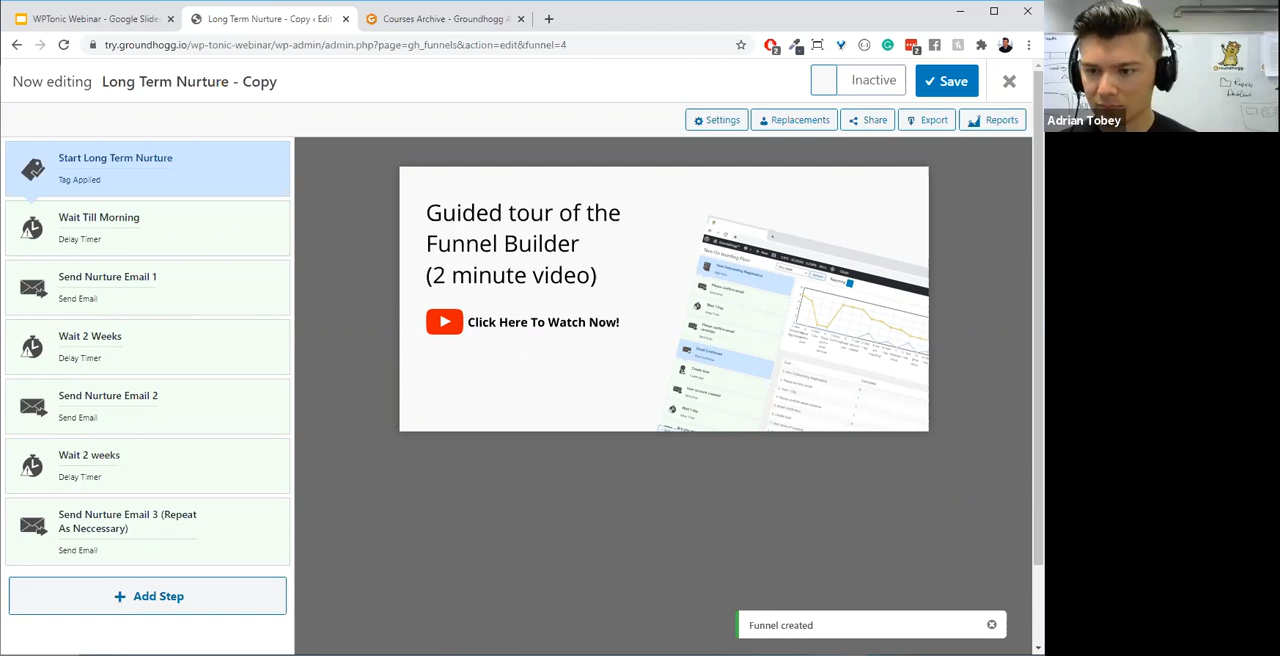 WPTonic Webinar - Google Slide
Long Term Nurture - Copy ‹ Edit
Courses Archive - Groundhogg A
try.groundhogg.io/wp-tonic-webinar/wp-admin/admin.php?page=gh_funnels&action=edit&funnel=4
Now editing Long Term Nurture - Copy
Inactive
Save
Settings
Replacements
Share
Export
Reports
Start Long Term Nurture
Tag Applied
Wait Till Morning
Delay Timer
Send Nurture Email 1
Send Email
Wait 2 Weeks
Delay Timer
Send Nurture Email 2
Send Email
Wait 2 weeks
Delay Timer
Send Nurture Email 3 (Repeat
As Neccessary)
Send Email
Add Step
Guided tour of the
Funnel Builder
(2 minute video)
Click Here To Watch Now!
Funnel created
Adrian Tobey